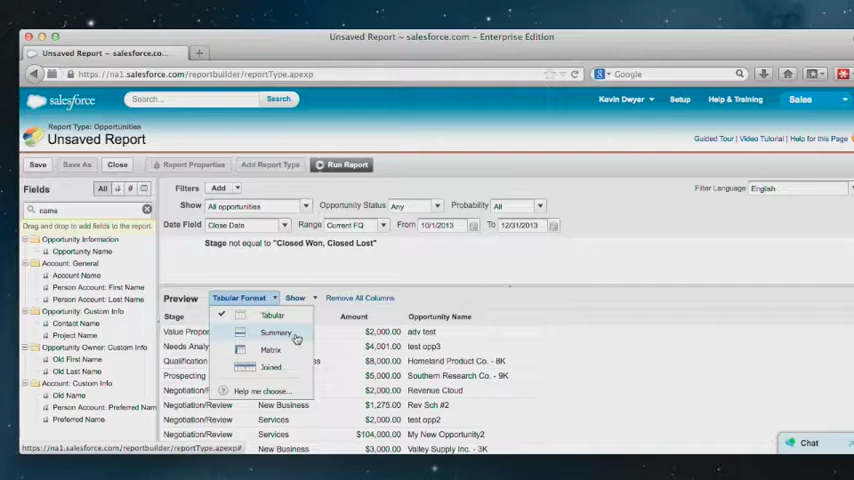 Unsaved Report ~ salesforce.com - Enterprise Edition
Unsaved Report ~ salesforce.co...
https://na1.salesforce.com/reportbuilder/reportType.apexp
Google
salesforce
Search...
Search
Kevin Dwyer
Setup
Help & Training
Sales
Report Type: Opportunities
Unsaved Report
Guided Tour | Video Tutorial | Help for this Page
Save
Save As
Close
Report Properties
Add Report Type
Run Report
Fields
All
#
name
Drag and drop to add fields to the report.
Opportunity Information
Opportunity Name
Account: General
Account Name
Person Account: First Name
Person Account: Last Name
Opportunity: Custom Info
Contact Name
Project Name
Opportunity Owner: Custom Info
Old First Name
Old Last Name
Account: Custom Info
Old Name
Person Account: Preferred Nam
Preferred Name
Filters
Add
Filter Language
English
Show
All opportunities
Opportunity Status
Any
Probability
All
Date Field
Close Date
Range
Current FQ
From
10/1/2013
To
12/31/2013
Stage not equal to "Closed Won, Closed Lost"
Preview
Tabular Format
Show
Remove All Columns
Tabular
Summary
Matrix
Joined
Help me choose...
Stage
Amount
Opportunity Name
Value Propo
$2,000.00
adv test
Needs Analy
$4,001.00
test opp3
Qualification
$8,000.00
Homeland Product Co. - 8K
Prospecting
$5,000.00
Southern Research Co. - 9K
Negotiation/
$2,000.00
Revenue Cloud
Negotiation/Review
New Business
$1,275.00
Rev Sch #2
Negotiation/Review
Services
$2,000.00
test opp2
Negotiation/Review
Services
$104,000.00
My New Opportunity2
Negotiation/Review
New Business
$3,000.00
Valley Supply Inc. - 3K
https://na1.salesforce.com/reportbuilder/reportType.apexp#
Chat